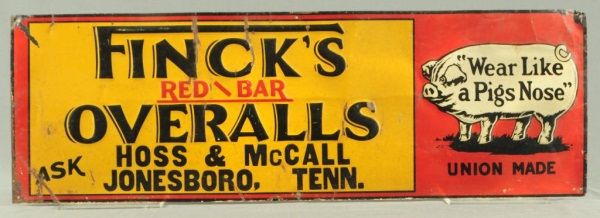 FINCK'S
RED BAR
OVERALLS
ASK HOSS & MCCALL
JONESBORO, TENN.
"Wear Like
a Pigs Nose"
UNION MADE